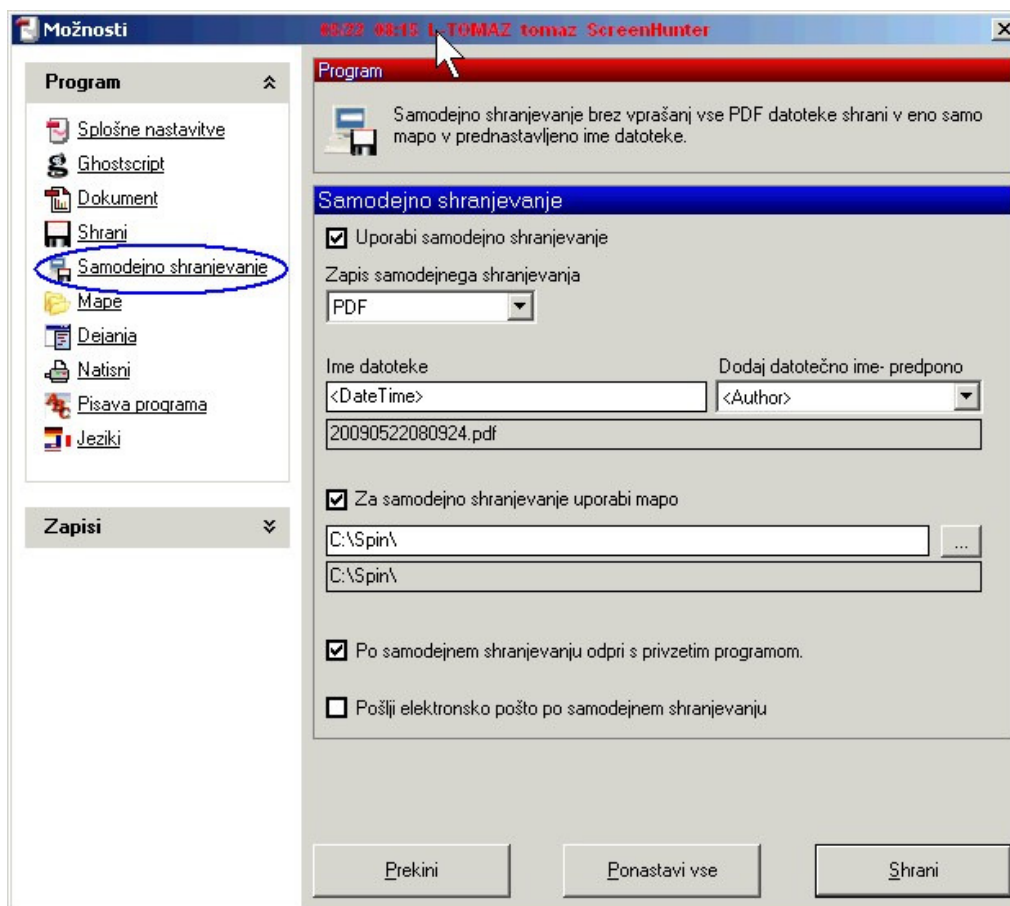 Možnosti
05/22 08:15 L-TOMAZ tomaz ScreenHunter
Program
Splošne nastavitve
Ghostscript
Dokument
Shrani
Samodejno shranjevanje
Mape
Dejanja
Natisni
Pisava programa
Jeziki
Zapisi
Program
Samodejno shranjevanje brez vprašanj vse PDF datoteke shrani v eno samo
mapo v prednastavljeno ime datoteke.
Samodejno shranjevanje
Uporabi samodejno shranjevanje
Zapis samodejnega shranjevanja
PDF
Ime datoteke
Dodaj datotečno ime- predpono
<DateTime>
<Author>
20090522080924.pdf
Za samodejno shranjevanje uporabi mapo
C:\Spin\
...
C:\Spin\
Po samodejnem shranjevanju odpri s privzetim programom.
Pošlji elektronsko pošto po samodejnem shranjevanju
Prekini
Ponastavi vse
Shrani